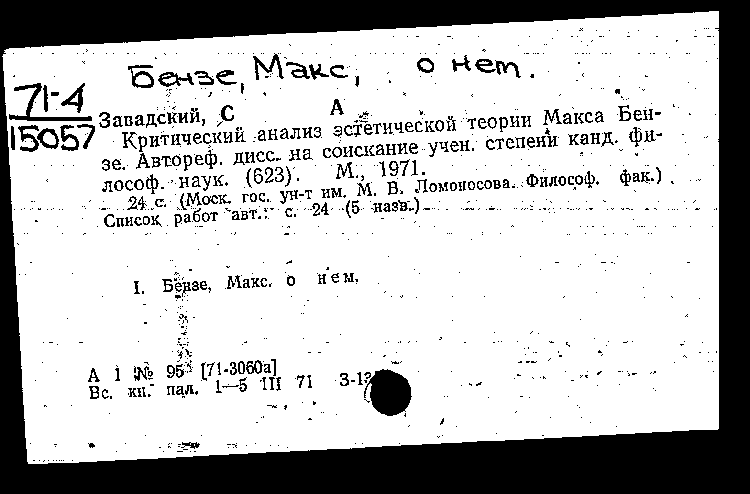 Бензе, Макс, о нем.
71-4
15057
Завадский, С А
Критический анализ эстетической теории Макса Бен-
зе. Автореф. дисс. на соискание учен. степени канд. фи-
лософ. наук. (623). М., 1971.
24 с. (Моск. гос. ун-т им. М. В. Ломоносова. Философ. фак.)
Список работ авт.: с. 24 (5 назв.)
I. Бензе, Макс. о нем.
А 1 № 95 [71-3060а]
Вс. кн. пал. 1—5 III 71